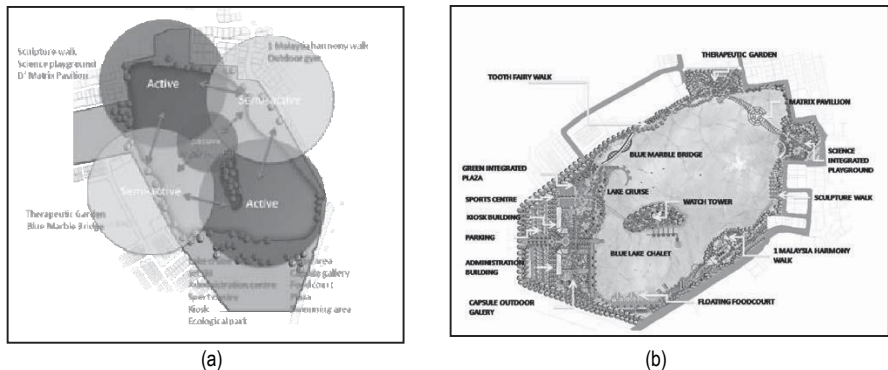 Sculpture walk,
Science playground
D' Matrix Pavilion
1 Malaysia harmony walk
Outdoor gym
Active
Semi-active
passive
Semi-active
Active
Therapeutic Garden
Blue Marble Bridge
area
Administration centre
gallery
Sport centre
Foodcourt
Kiosk
Plaza
Ecological park
Swimming area
(a)
THERAPEUTIC GARDEN
TOOTH FAIRY WALK
MATRIX PAVILLION
BLUE MARBLE BRIDGE
SCIENCE
INTEGRATED
PLAYGROUND
GREEN INTEGRATED
PLAZA
LAKE CRUISE
SPORTS CENTRE
SCULPTURE WALK
KIOSK BUILDING
WATCH TOWER
PARKING
1 MALAYSIA HARMONY
WALK
BLUE LAKE CHALET
ADMINISTRATION
BUILDING
CAPSULE OUTDOOR
GALERY
FLOATING FOODCOURT
(b)